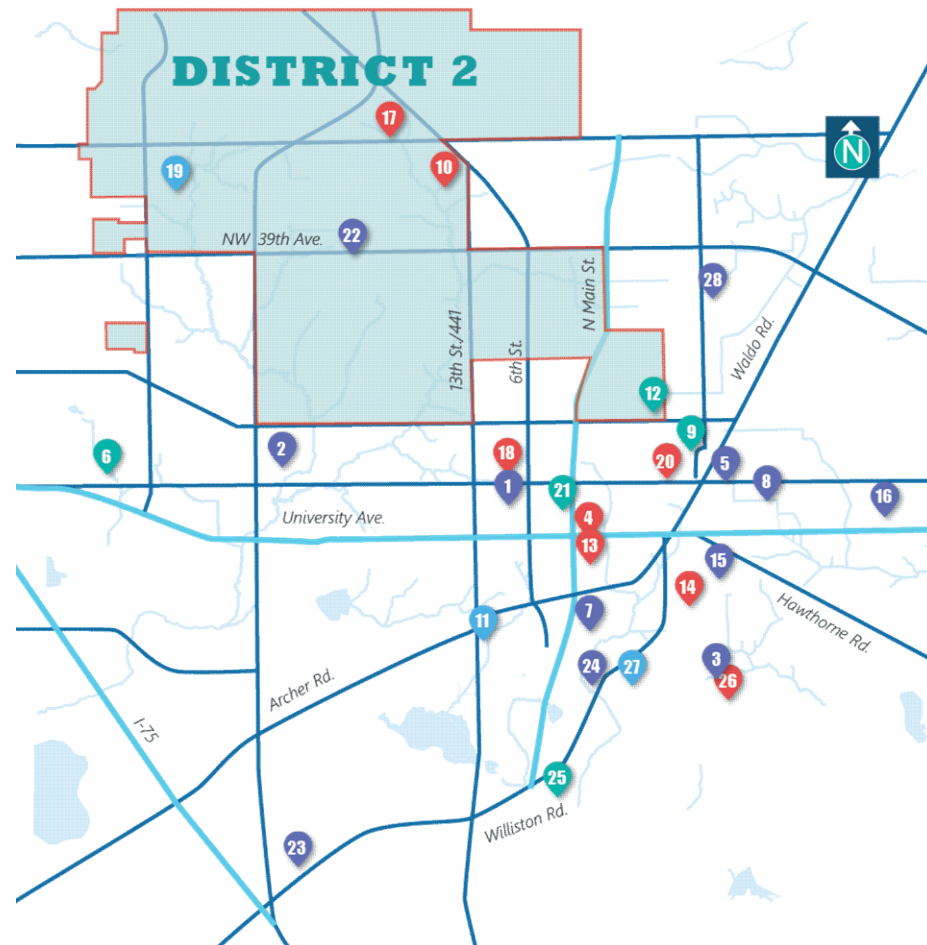 DISTRICT 2
17
N
10
19
22
NW 39th Ave.
28
N Main St.
Waldo Rd.
13th St./441
6th St.
12
9
2
18
6
20
5
1
21
8
16
4
University Ave.
13
15
14
Hawthorne Rd.
7
11
3
24
27
26
Archer Rd.
I-75
25
Williston Rd.
23